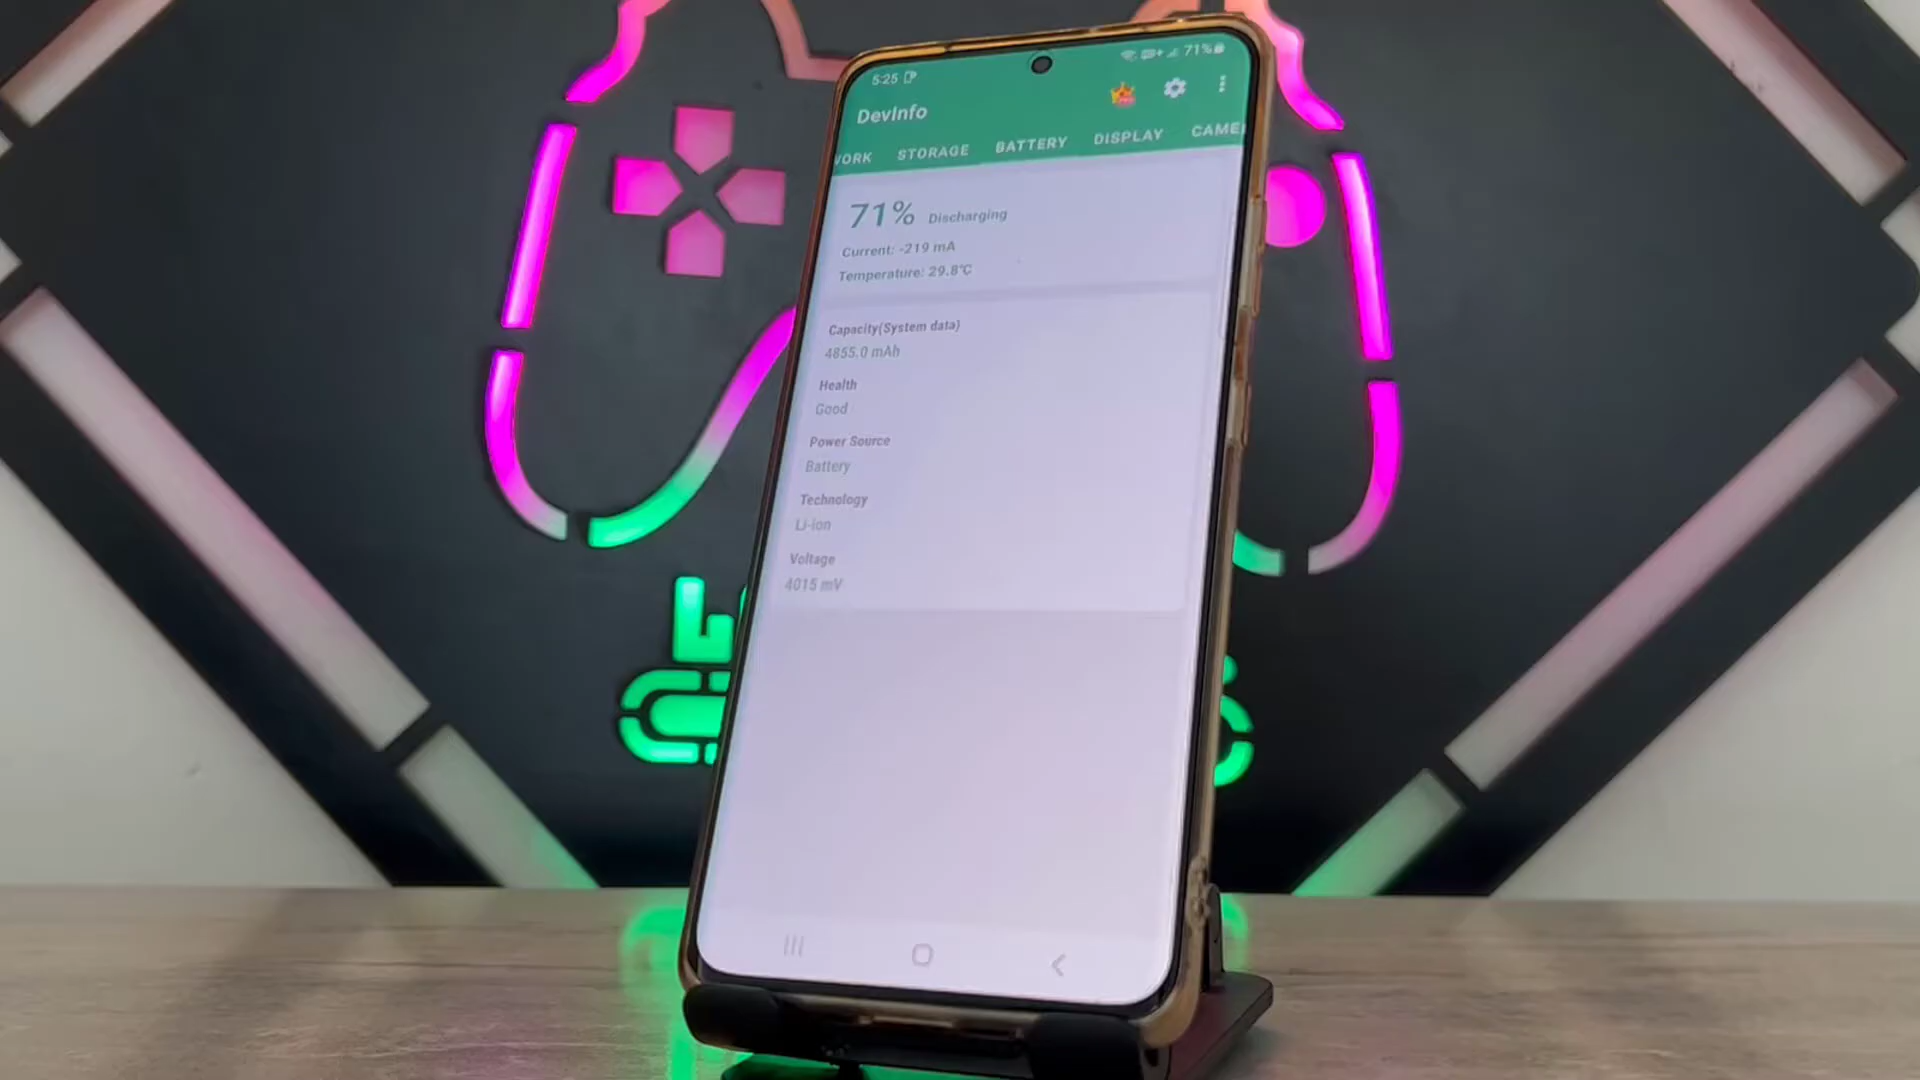 5:25 71%
DevInfo
WORK STORAGE BATTERY DISPLAY CAME
71% Discharging
Current: -219 mA
Temperature: 29.8°C
Capacity(System data)
4855.0 mAh
Health
Good
Power Source
Battery
Technology
Li-ion
Voltage
4015 mV